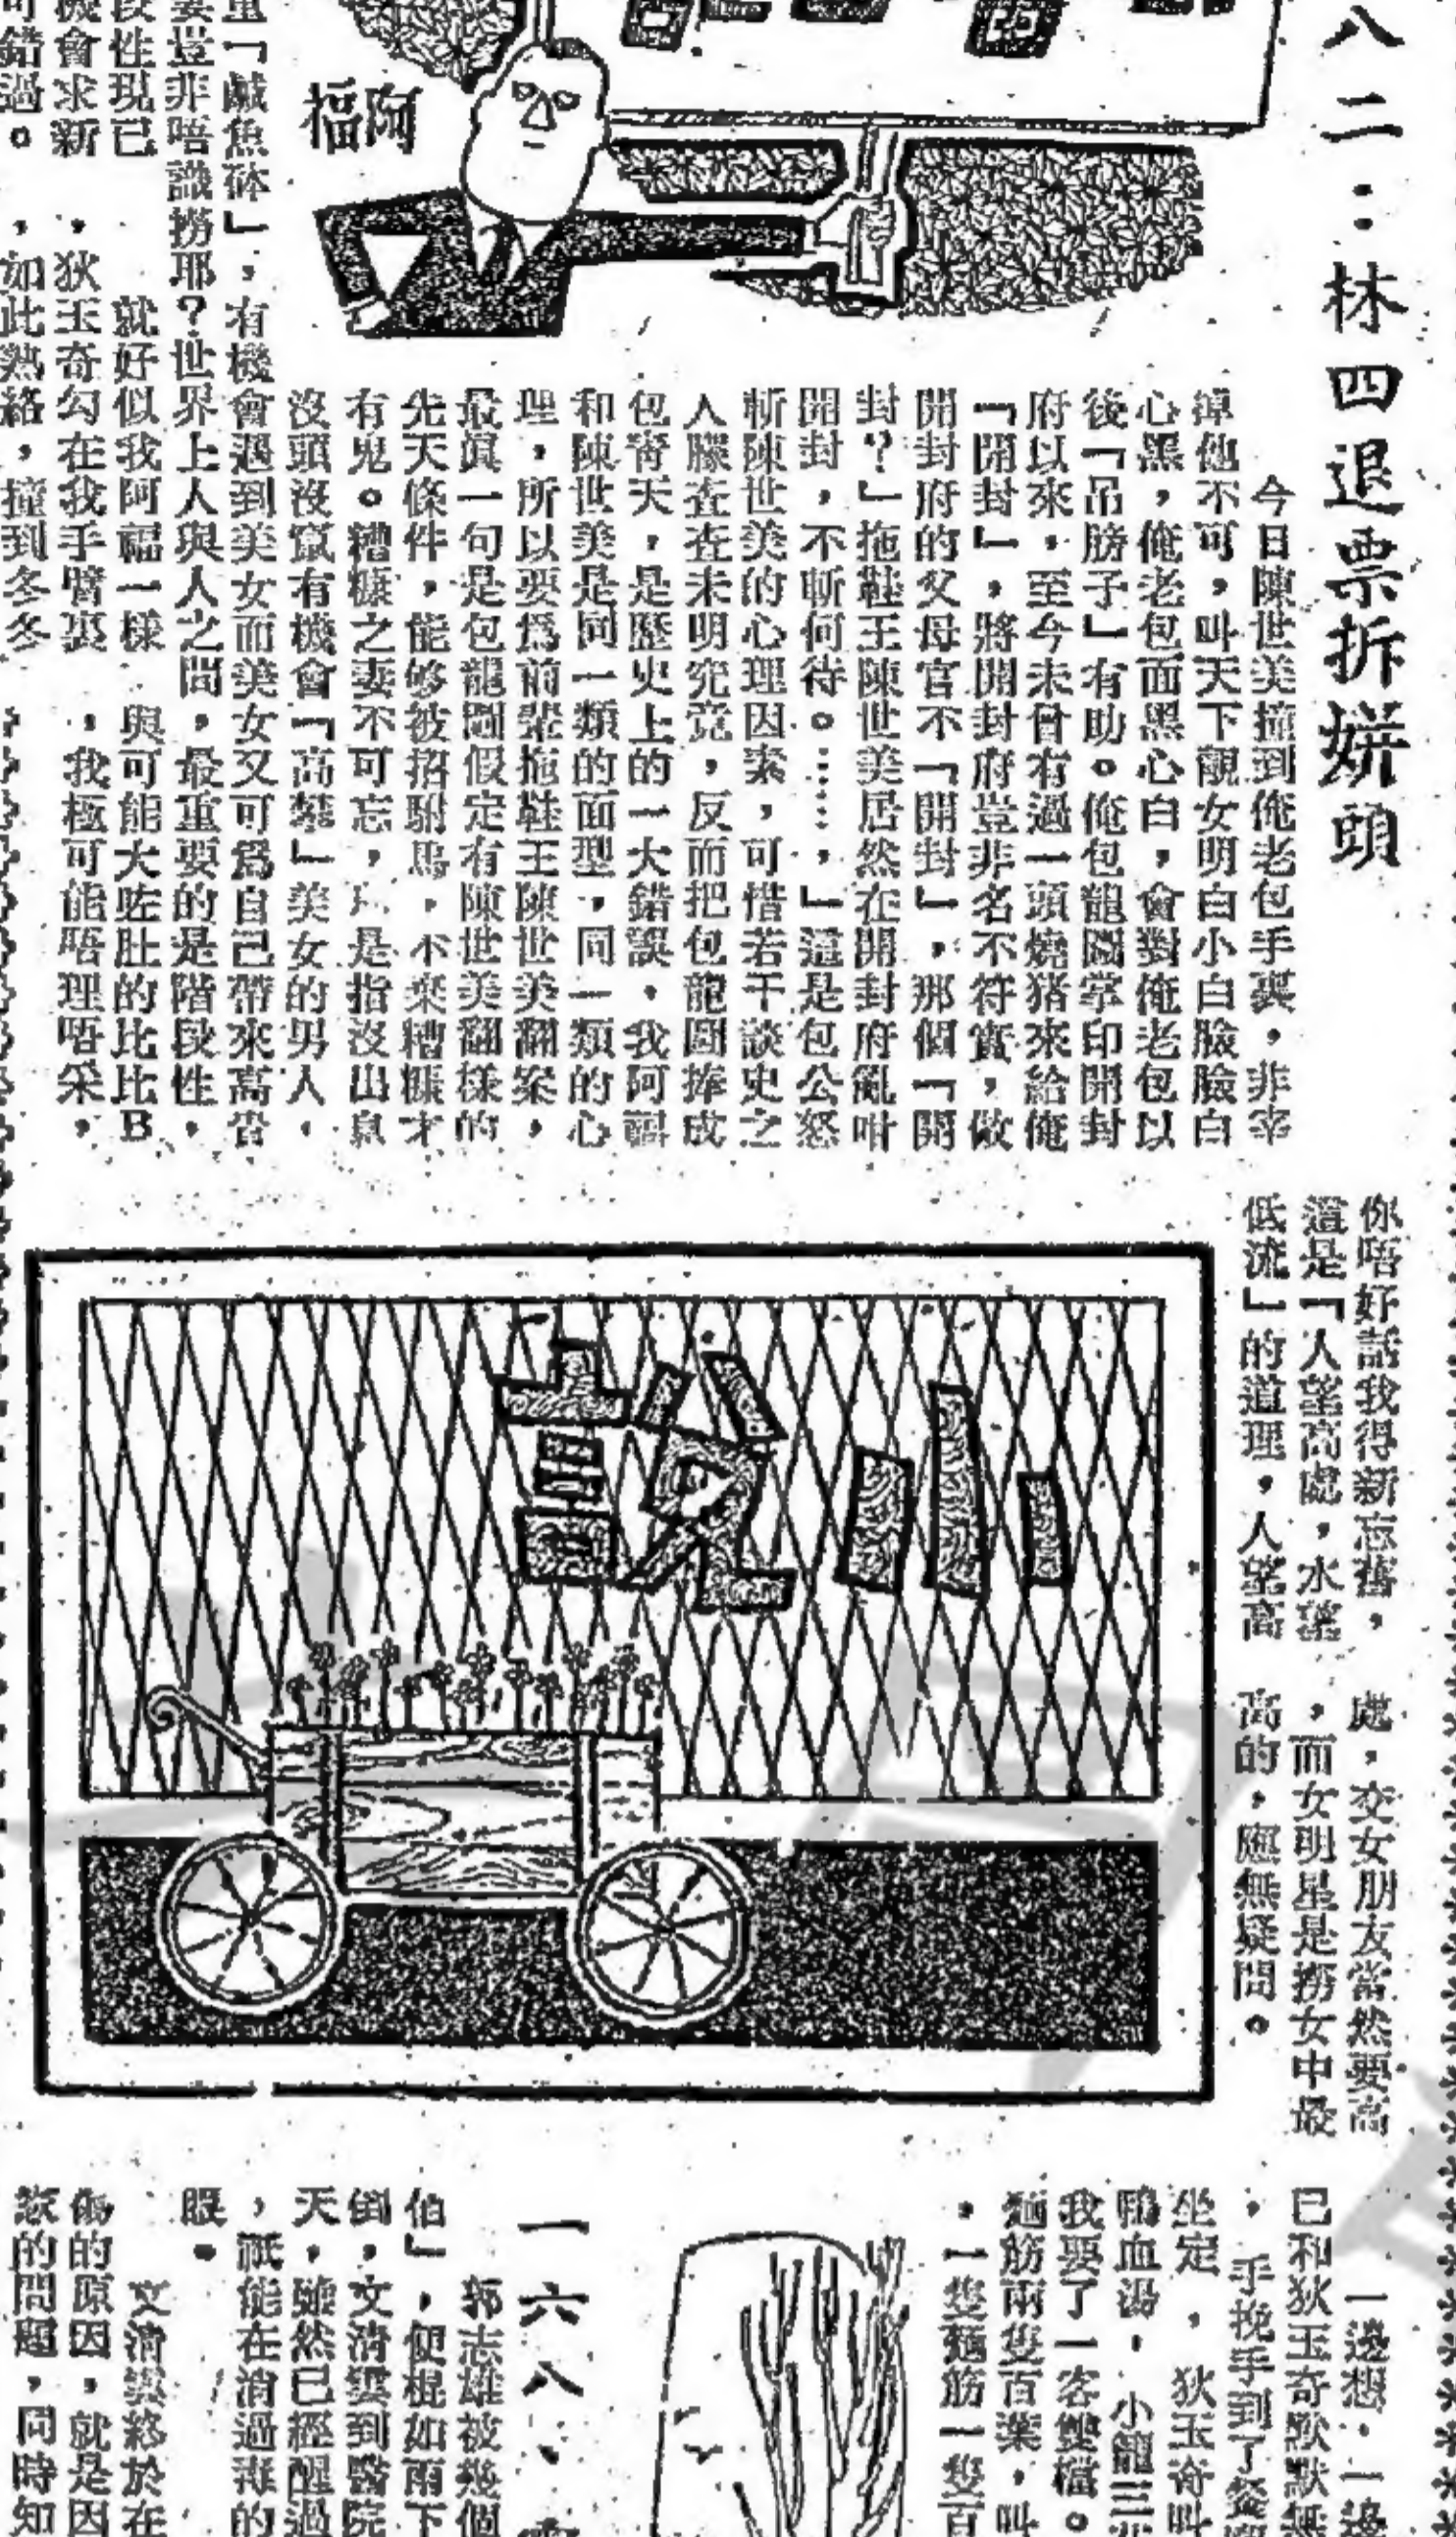 八二：林四退票拆姘頭
阿福
今日陳世美撞到俺老包手裏，非宰
掉他不可，叫天下靚女明白小白臉臉白
心黑，俺老包面黑心白，會對俺老包以
後「吊膀子」有助。俺包龍圖掌印開封
府以來，至今未曾有過一頭燒猪來給俺
「開封」，將開封府豈非名不符實，做
開封府的父母官不「開封」，那個「開
封？」拖鞋王陳世美居然在開封府亂咁
開封，不斬何待。……，」這是包公怒
斬陳世美的心理因素，可惜若干談史之
人矇查查未明究竟，反而把包龍圖捧成
包青天，是歷史上的一大錯誤。我阿福
和陳世美是同一類的面型，同一類的心
理，所以要爲前輩拖鞋王陳世美翻案，
最眞一句是包龍圖假定有陳世美翻樣的
先天條件，能够被招駙馬，不棄糟糠才
有鬼。糟糠之妻不可忘，只是指沒出息
沒頭沒竄有機會「高攀」美女的男人，
重「鹹魚砵」，有機會遇到美女而美女又可爲自己帶來高官
要豈非唔識撈耶？世界上人與人之間，最重要的是階段性，
段性現已
就好似我阿福一樣
與可能大咗肚的比比B
機會求新
，狄玉奇勾在我手臂裏
，我極可能唔理唔采，
可錯過。
，如此熟絡，撞到冬冬
你唔好話我得新忘舊，
這是「人望高處，水望
低流」的道理，人望高
處，交女朋友當然要高
，而女明星是撈女中最
高的，應無疑問。
小說
一邊想，一邊
已和狄玉奇默默無
，手挽手到了餐
坐定，狄玉奇叫
鴨血湯，小籠三
我要了一客雙檔。
麵筋兩隻百葉，叫
，一隻麵筋一隻百
一六八、
郭志雄被幾個
伯」，便棍如雨下
倒，文清雲到醫院
天，雖然已經醒過
，祇能在消過毒的
眼。
文清雲終於在
傷的原因，就是因
家的問題，同時知